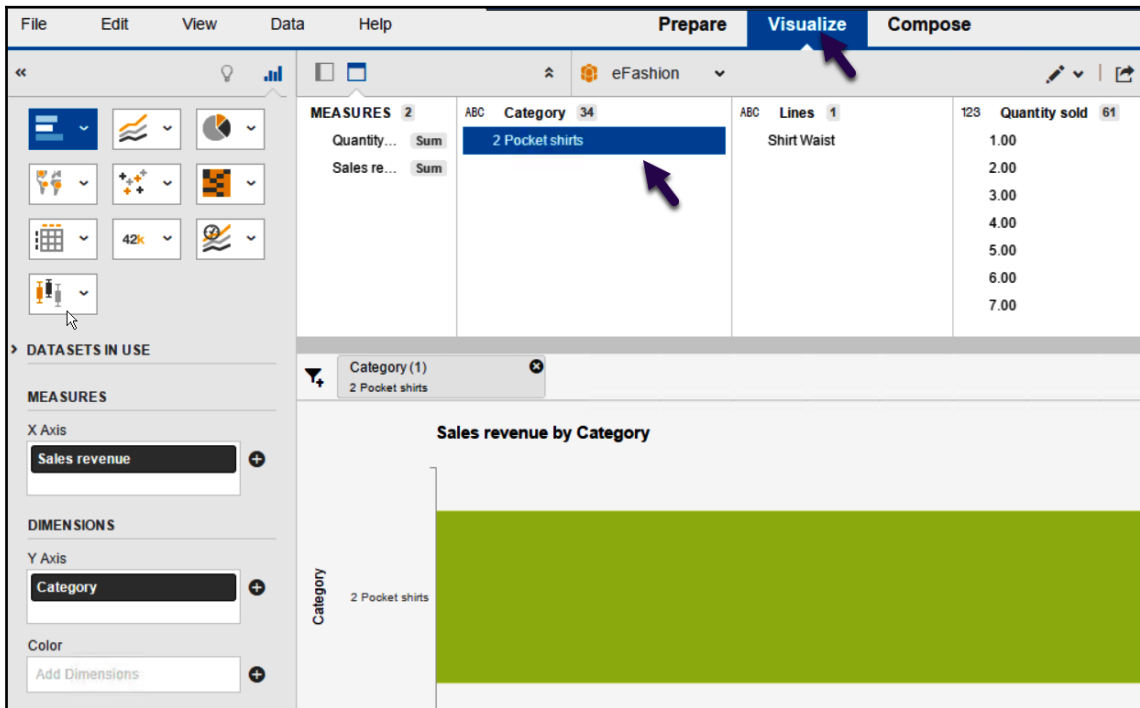 File Edit View Data Help Prepare Visualize Compose
« eFashion
MEASURES 2 ABC Category 34 ABC Lines 1 123 Quantity sold 61
Quantity... Sum 2 Pocket shirts Shirt Waist 1.00
Sales re... Sum 2.00
3.00
42k 4.00
5.00
6.00
7.00
DATASETS IN USE
MEASURES
X Axis
Sales revenue
DIMENSIONS
Y Axis
Category
Color
Add Dimensions
Category (1)
2 Pocket shirts
Sales revenue by Category
Category
2 Pocket shirts